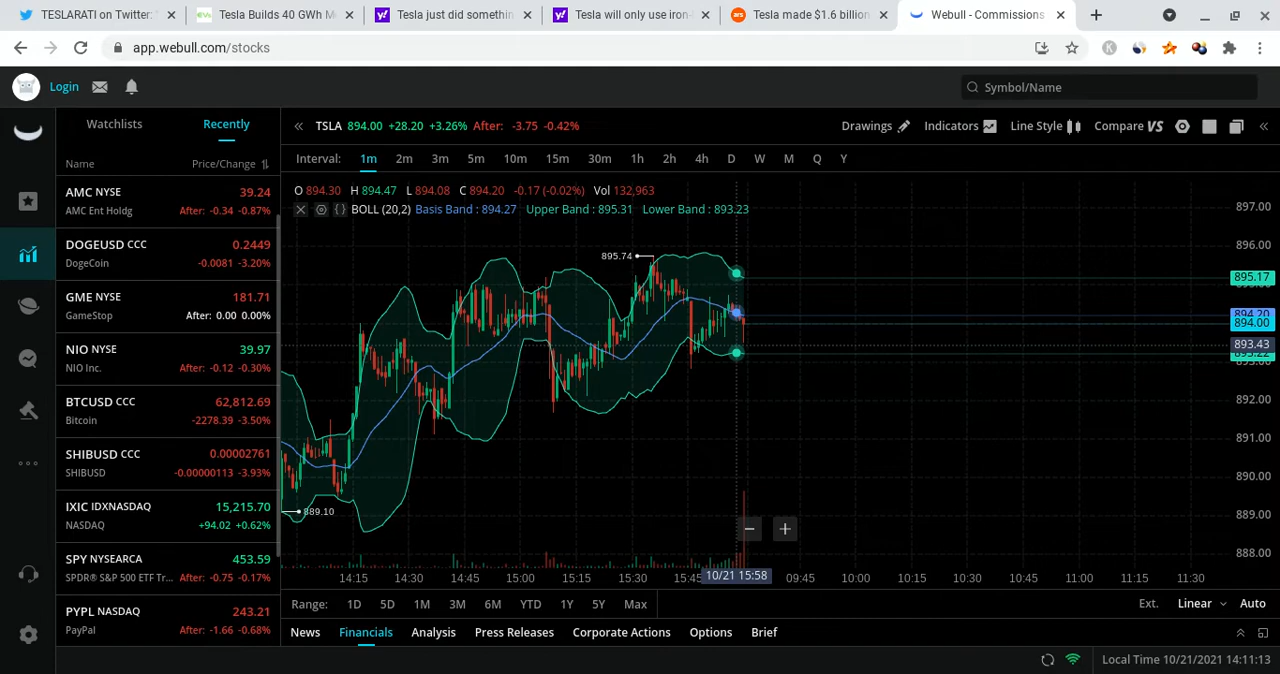 TESLARATI on Twitter: "
Tesla Builds 40 GWh M
Tesla just did somethin
Tesla will only use iron-
Tesla made $1.6 billion
Webull - Commissions
app.webull.com/stocks
K
Login
Symbol/Name
Watchlists
Recently
Name
Price/Change
AMC NYSE 39.24
AMC Ent Holdg After: -0.34 -0.87%
DOGEUSD CCC 0.2449
DogeCoin -0.0081 -3.20%
GME NYSE 181.71
GameStop After: 0.00 0.00%
NIO NYSE 39.97
NIO Inc. After: -0.12 -0.30%
BTCUSD CCC 62,812.69
Bitcoin -2278.39 -3.50%
SHIBUSD CCC 0.00002761
SHIBUSD -0.00000113 -3.93%
IXIC IDXNASDAQ 15,215.70
NASDAQ +94.02 +0.62%
SPY NYSEARCA 453.59
SPDR® S&P 500 ETF Tr... After: -0.75 -0.17%
PYPL NASDAQ 243.21
PayPal After: -1.66 -0.68%
TSLA 894.00 +28.20 +3.26% After: -3.75 -0.42%
Drawings Indicators Line Style Compare VS
Interval: 1m 2m 3m 5m 10m 15m 30m 1h 2h 4h D W M Q Y
O 894.30 H 894.47 L 894.08 C 894.20 -0.17 (-0.02%) Vol 132,963
BOLL (20,2) Basis Band : 894.27 Upper Band : 895.31 Lower Band : 893.23
895.74
889.10
897.00
896.00
895.17
894.20
894.00
893.43
892.00
891.00
890.00
889.00
888.00
14:15 14:30 14:45 15:00 15:15 15:30 15:45 10/21 15:58 09:45 10:00 10:15 10:30 10:45 11:00 11:15 11:30
Range: 1D 5D 1M 3M 6M YTD 1Y 5Y Max
Ext. Linear Auto
News Financials Analysis Press Releases Corporate Actions Options Brief
Local Time 10/21/2021 14:11:13